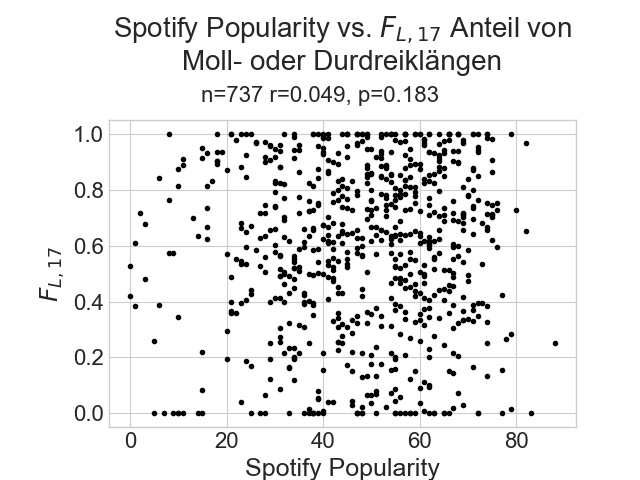 Spotify Popularity vs. F_{L,17} Anteil von
Moll- oder Durdreiklängen
n=737 r=0.049, p=0.183
1.0
0.8
0.6
0.4
0.2
0.0
F_{L,17}
0 20 40 60 80
Spotify Popularity